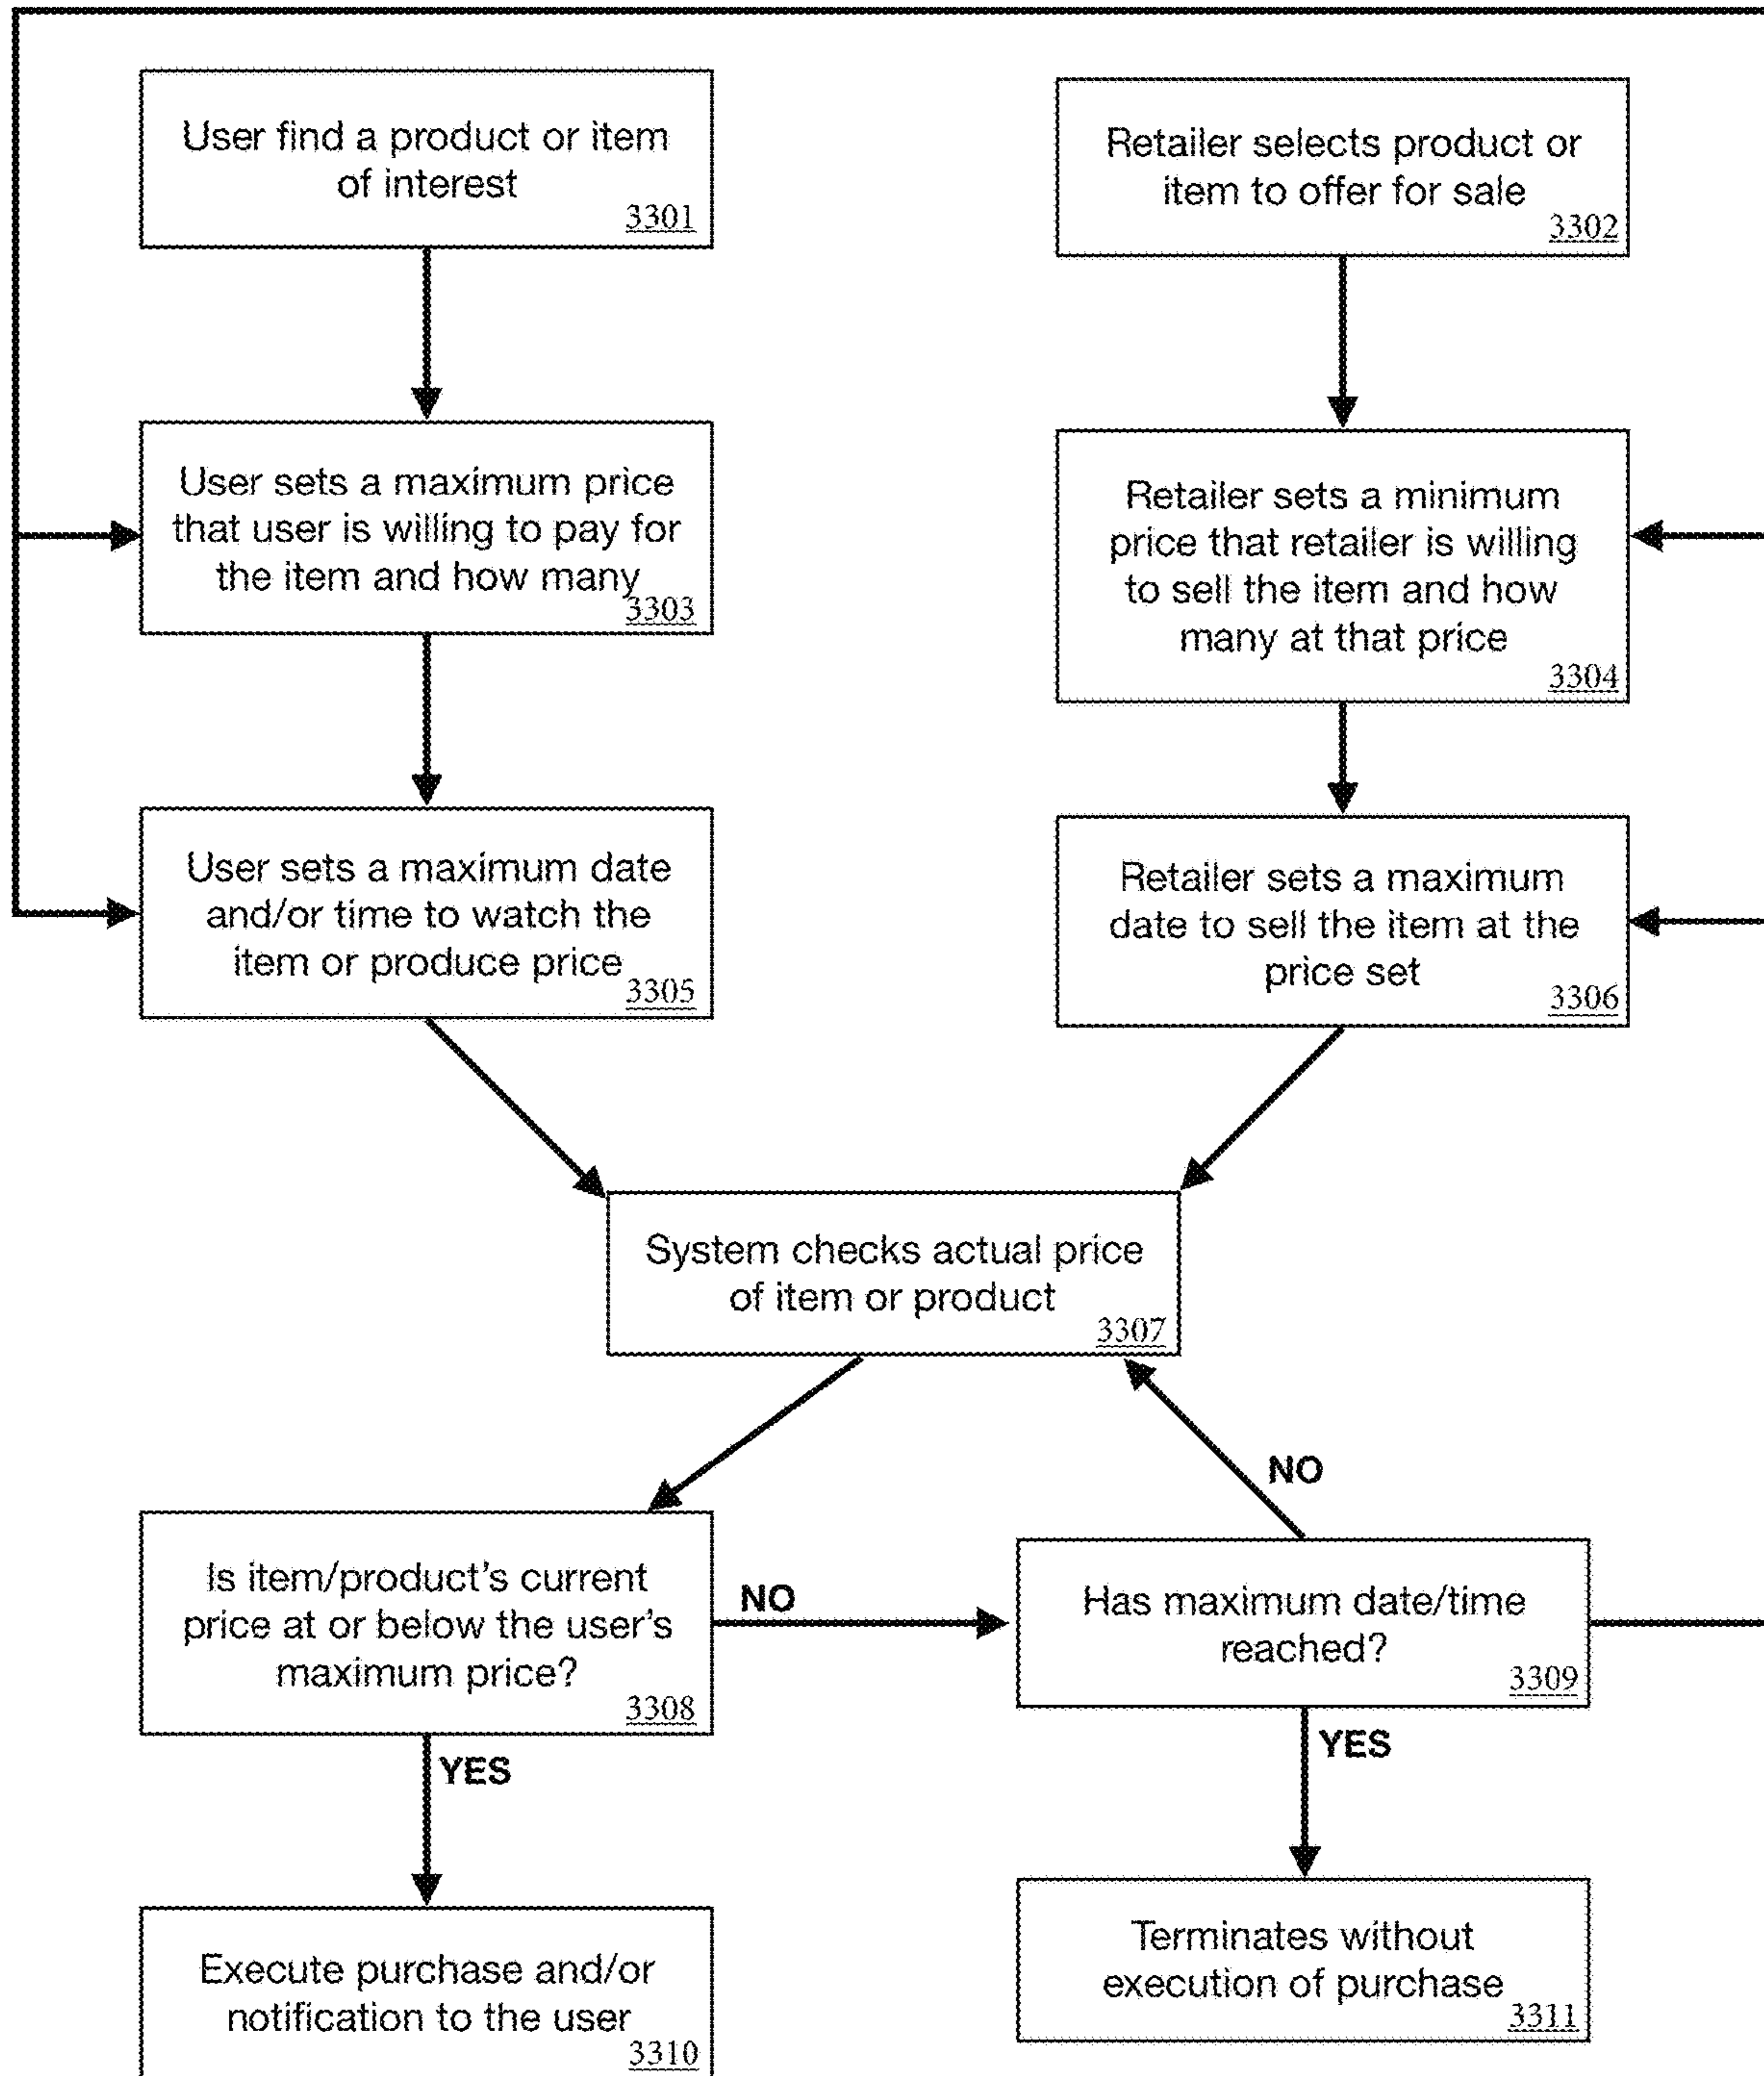 User find a product or item
of interest
3301
Retailer selects product or
item to offer for sale
3302
User sets a maximum price
that user is willing to pay for
the item and how many
3303
Retailer sets a minimum
price that retailer is willing
to sell the item and how
many at that price
3304
User sets a maximum date
and/or time to watch the
item or produce price
3305
Retailer sets a maximum
date to sell the item at the
price set
3306
System checks actual price
of item or product
3307
NO
Is item/product's current
price at or below the user's
maximum price?
3308
NO
Has maximum date/time
reached?
3309
YES
YES
Execute purchase and/or
notification to the user
3310
Terminates without
execution of purchase
3311